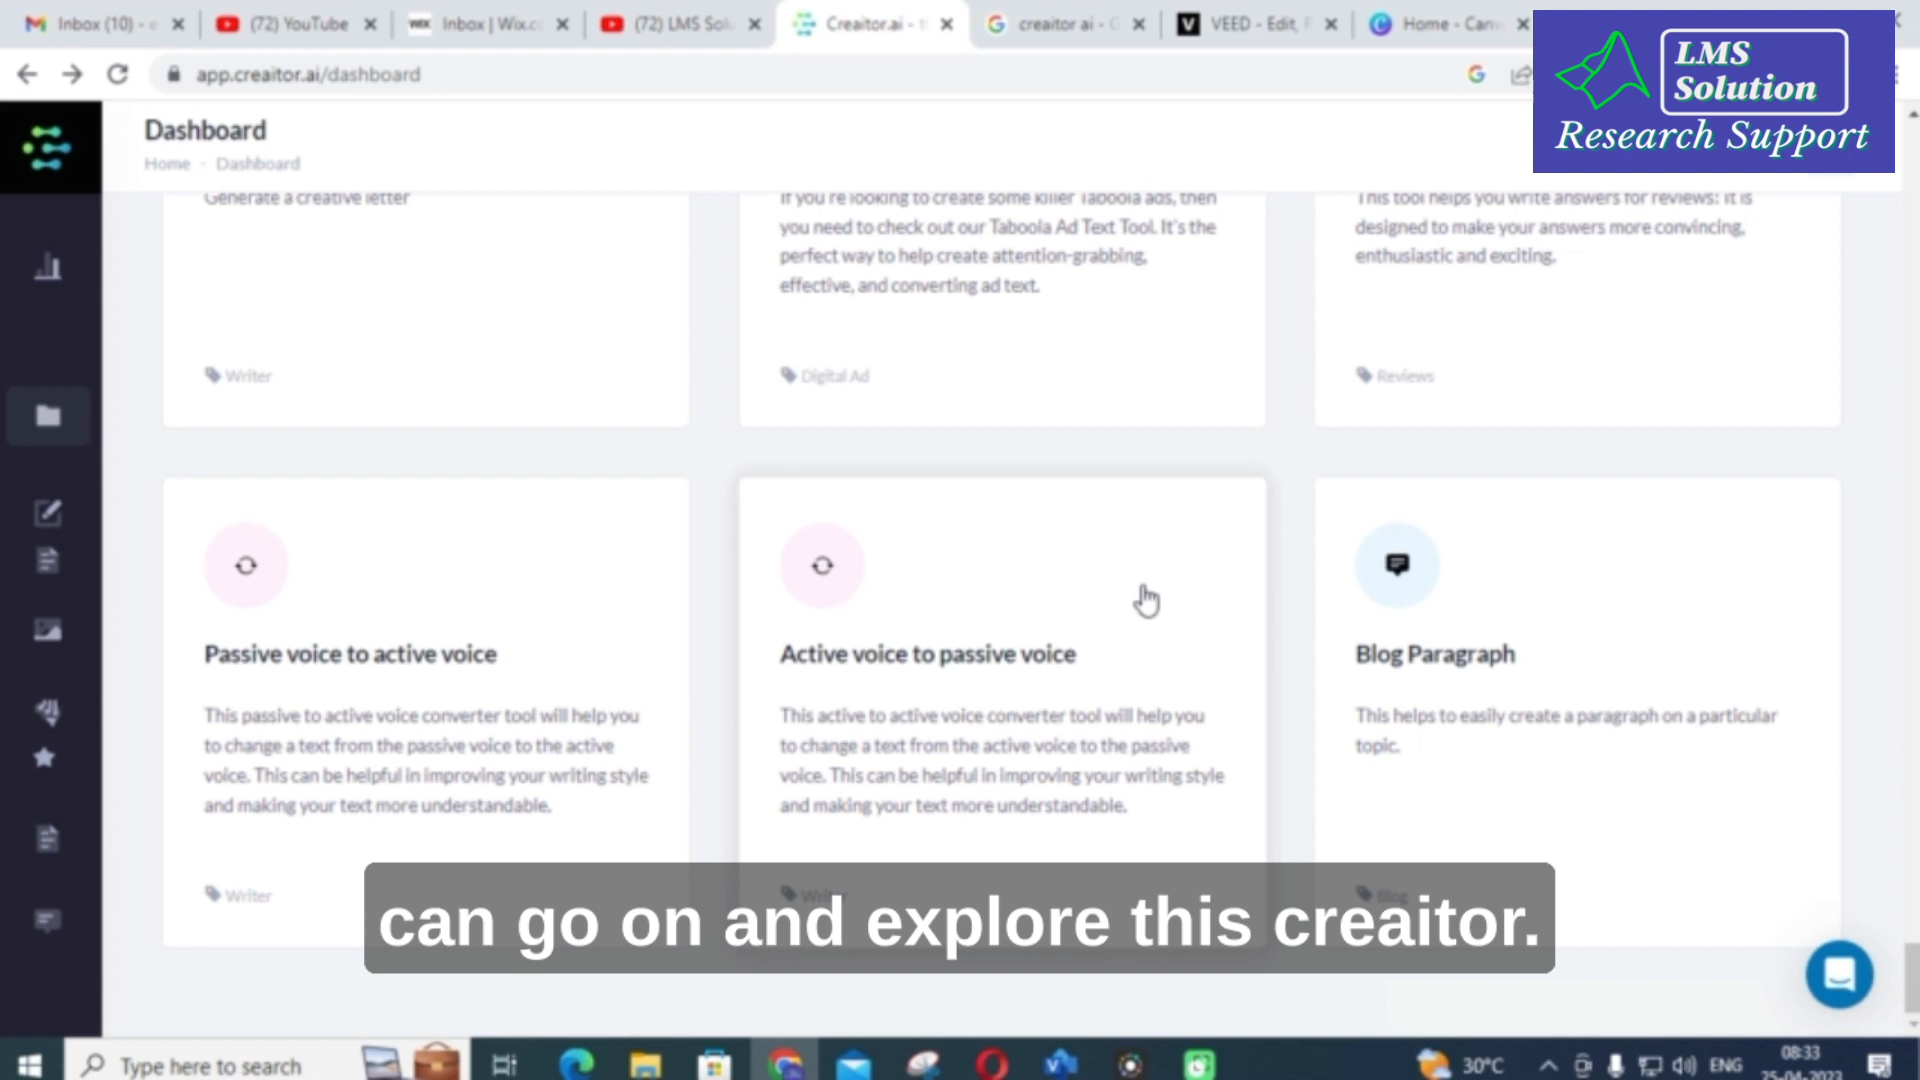 Inbox (10) - e
(72) YouTube
Inbox | Wix.c
(72) LMS Solu
Creaitor.ai - t
creaitor ai - G
VEED - Edit,
Home - Canv
app.creaitor.ai/dashboard
LMS
Solution
Research Support
Dashboard
Home - Dashboard
Generate a creative letter
If you're looking to create some killer Taboola ads, then
you need to check out our Taboola Ad Text Tool. It's the
perfect way to help create attention-grabbing,
effective, and converting ad text.
This tool helps you write answers for reviews! It is
designed to make your answers more convincing,
enthusiastic and exciting.
Writer
Digital Ad
Reviews
Passive voice to active voice
This passive to active voice converter tool will help you
to change a text from the passive voice to the active
voice. This can be helpful in improving your writing style
and making your text more understandable.
Writer
Active voice to passive voice
This active to active voice converter tool will help you
to change a text from the active voice to the passive
voice. This can be helpful in improving your writing style
and making your text more understandable.
Writer
Blog Paragraph
This helps to easily create a paragraph on a particular
topic.
Blog
can go on and explore this creaitor.
Type here to search
30°C
ENG
08:33
25-04-2023